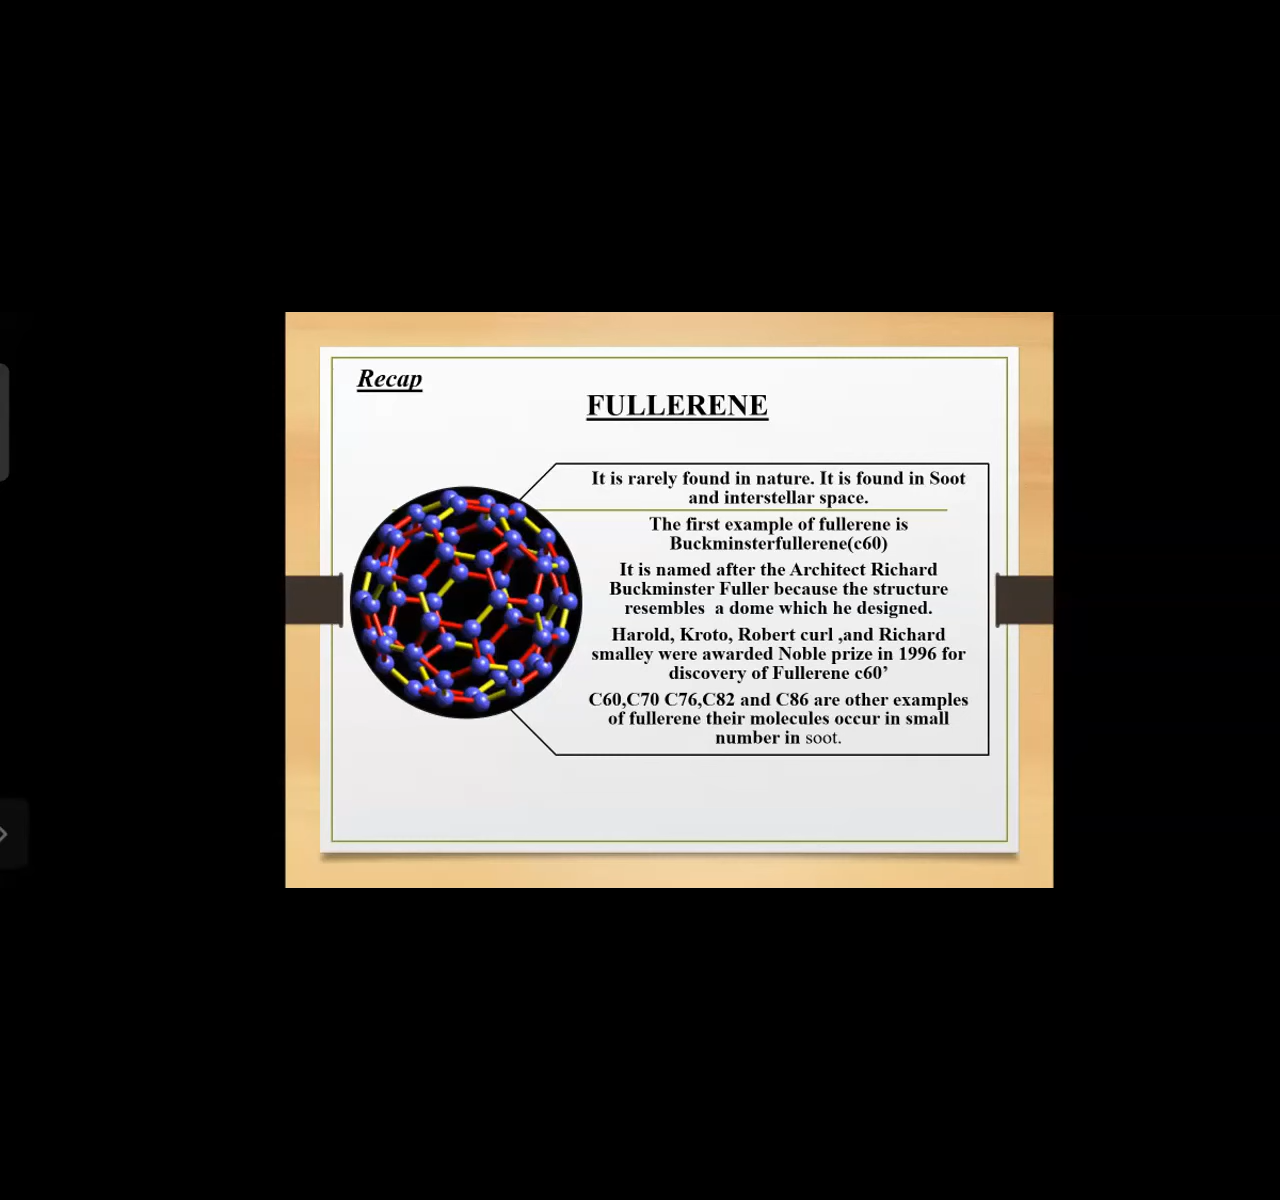 Recap
FULLERENE
It is rarely found in nature. It is found in Soot
and interstellar space.
The first example of fullerene is
Buckminsterfullerene(c60)
It is named after the Architect Richard
Buckminster Fuller because the structure
resembles  a dome which he designed.
Harold, Kroto, Robert curl ,and Richard
smalley were awarded Noble prize in 1996 for
discovery of Fullerene c60’
C60,C70 C76,C82 and C86 are other examples
of fullerene their molecules occur in small
number in soot.